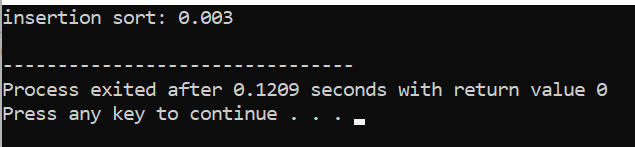 insertion sort: 0.003
--------------------------------
Process exited after 0.1209 seconds with return value 0
Press any key to continue . . .